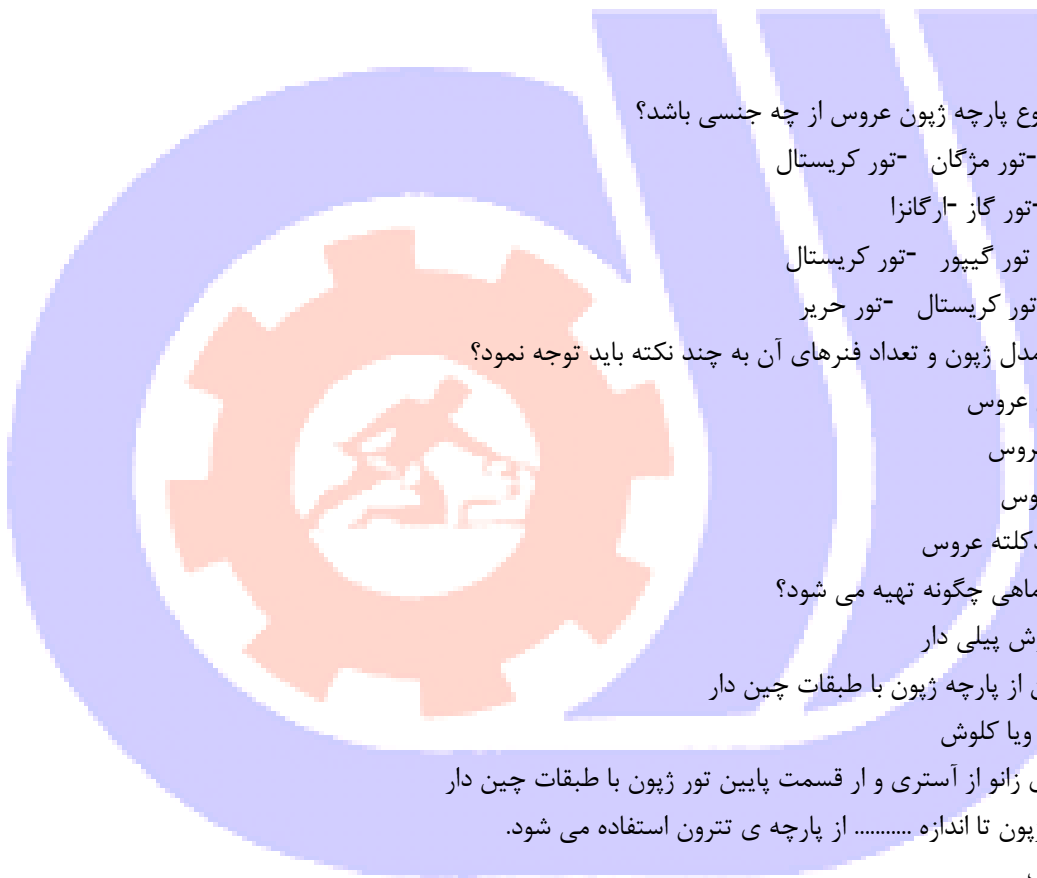 وع پارچه ژپون عروس از چه جنسی باشد؟
-تور مژگان -تور کریستال
-تور گاز -ارگانزا
تور گیپور -تور کریستال
تور کریستال -تور حریر
مدل ژپون و تعداد فنرهای آن به چند نکته باید توجه نمود؟
عروس
روس
وس
دکلته عروس
ماهی چگونه تهیه می شود؟
ش پیلی دار
از پارچه ژپون با طبقات چین دار
ویا کلوش
زانو از آستری و ار قسمت پایین تور ژپون با طبقات چین دار
پون تا اندازه .......... از پارچه ی تترون استفاده می شود.